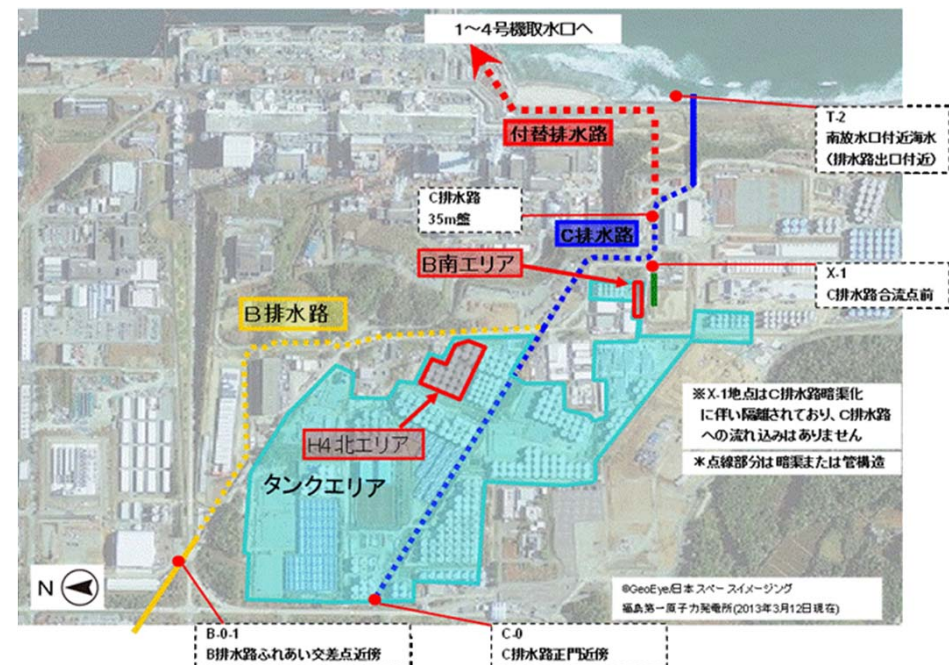 1～4号機取水口へ
付替排水路
T-2
南放水口付近海水
(排水路出口付近)
C排水路
35m盤
C排水路
B南エリア
X-1
C排水路合流点前
B排水路
H4北エリア
タンクエリア
※X-1地点はC排水路暗渠化
に伴い隔離されており、C排水路
への流れ込みはありません
*点線部分は暗渠または管構造
N
©GeoEye/日本スペースイメージング
福島第一原子力発電所(2013年3月12日現在)
B-0-1
B排水路ふれあい交差点近傍
C-0
C排水路正門近傍